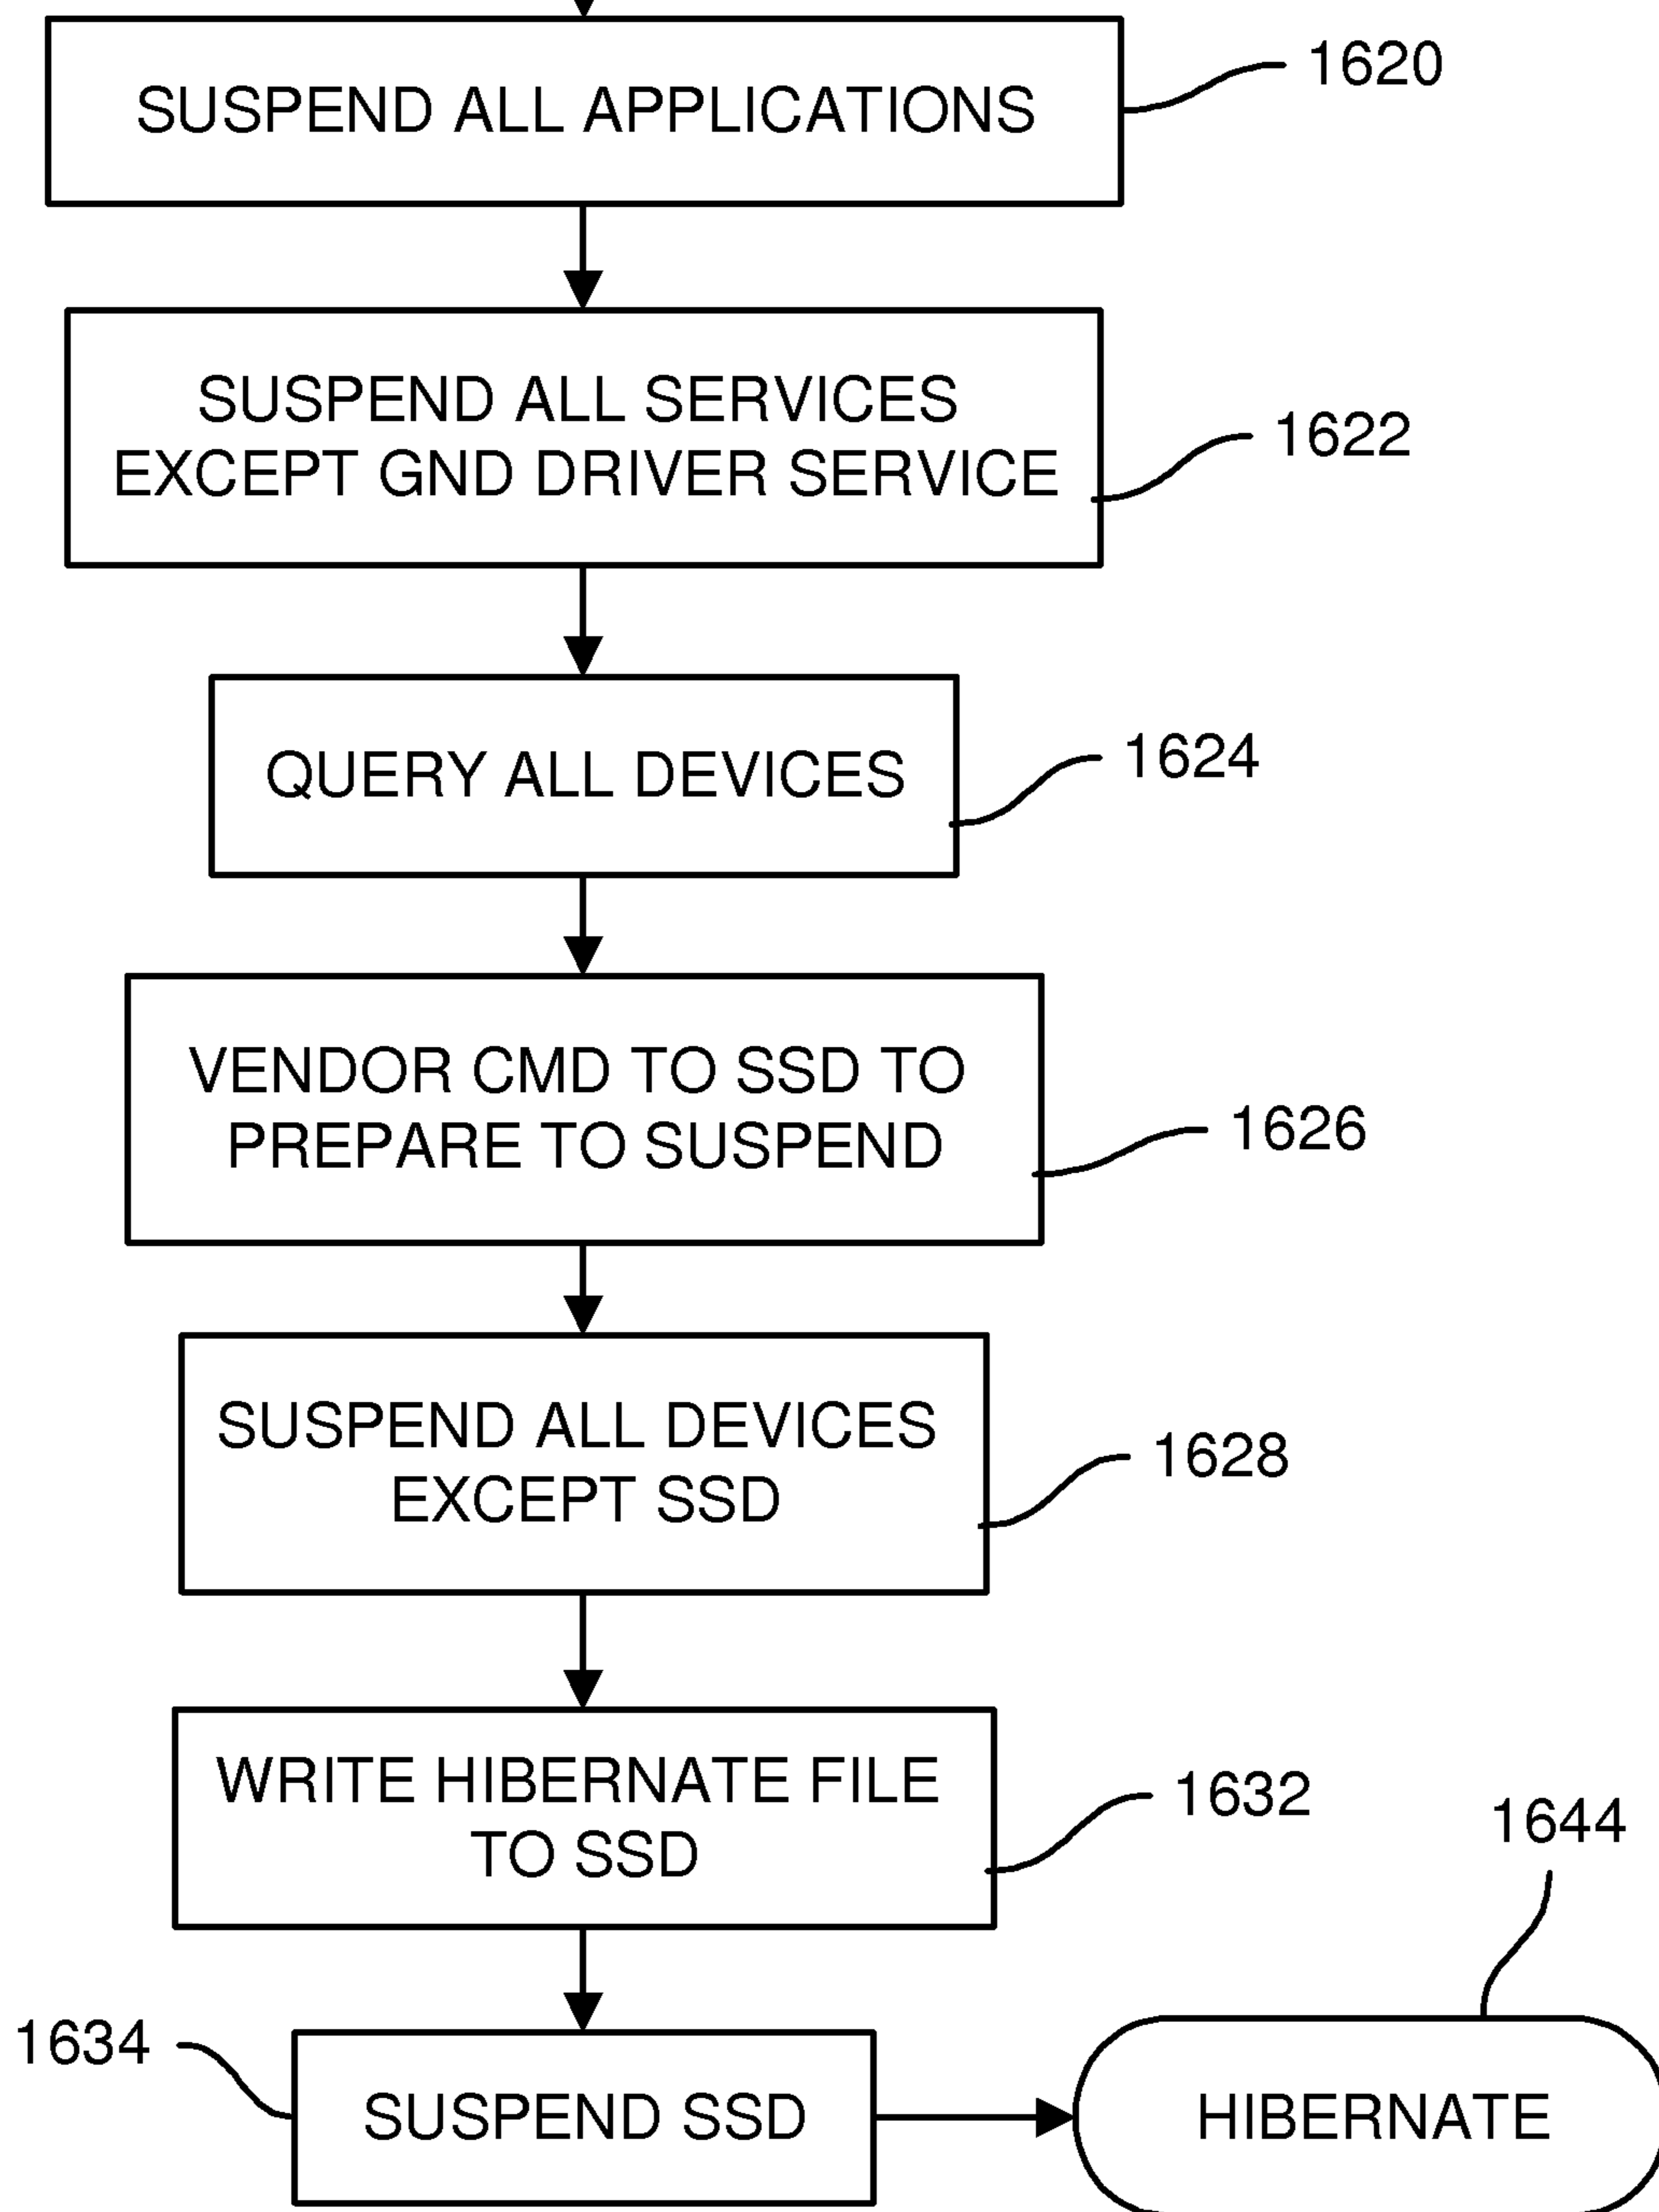 SUSPEND ALL APPLICATIONS
1620
SUSPEND ALL SERVICES
EXCEPT GND DRIVER SERVICE
1622
QUERY ALL DEVICES
1624
VENDOR CMD TO SSD TO
PREPARE TO SUSPEND
1626
SUSPEND ALL DEVICES
EXCEPT SSD
1628
WRITE HIBERNATE FILE
TO SSD
1632
1644
1634
SUSPEND SSD
HIBERNATE